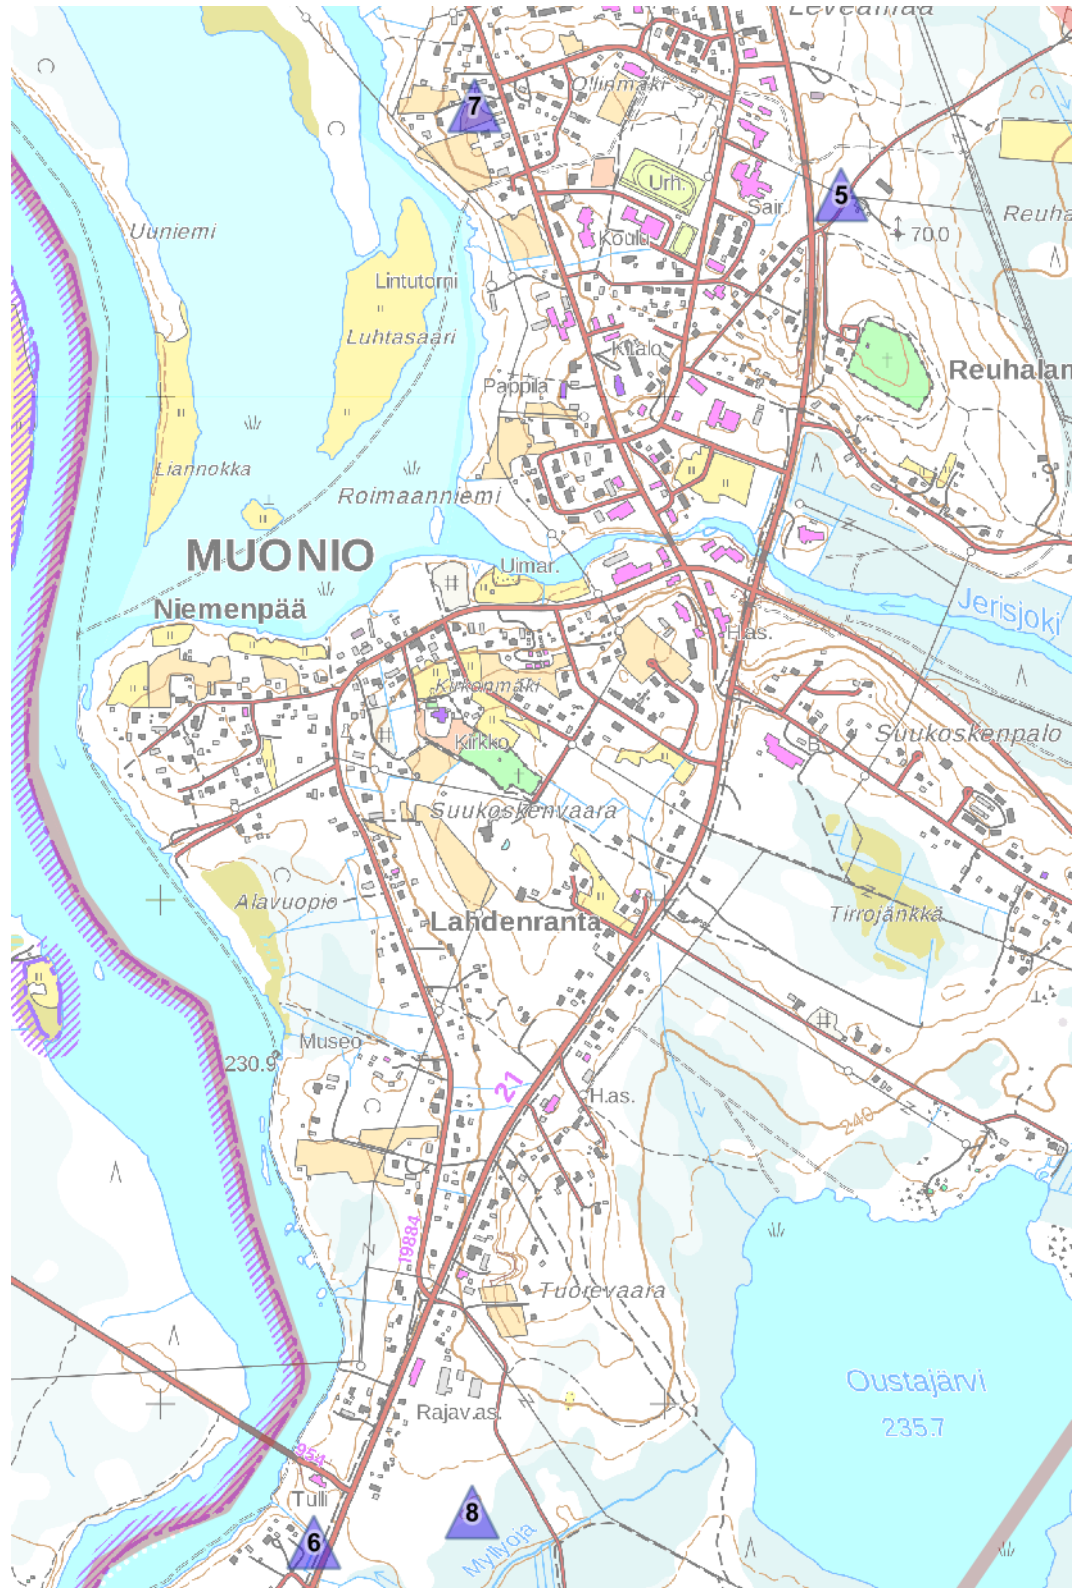 Leveämaa
Ollinmäki
7
Urh.
5
Sair.
Reuha
70.0
Uuniemi
Koulu
Lintutorni
Luhtasaari
Kitalo
Pappila
Reuhalan
Liannokka
Roimaanniemi
MUONIO
Uimar.
Niemenpää
Jerisjoki
H.as.
Kirkonmäki
Kirkko
Suukoskenpalo
Suukoskenvaara
Alavuopio
Lahdenranta
Tirrojänkkä
Museo
230.9
21
H.as.
240
19884
Tuorevaara
Oustajärvi
235.7
Rajav.as.
954
Tulli
8
6
Myllyoja